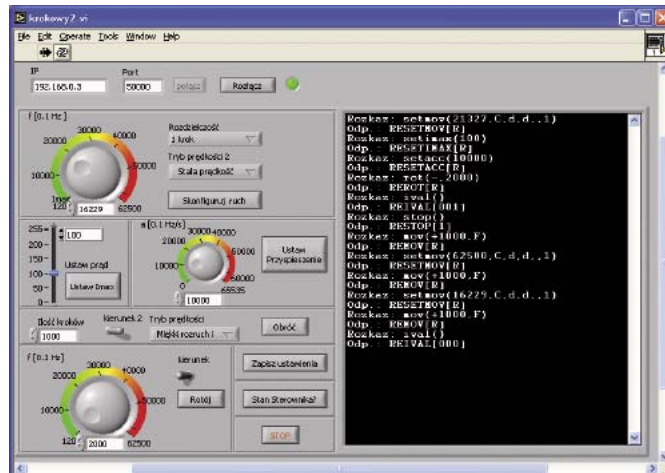 krokowy2.vi
File Edit Operate Tools Window Help
IP
192.168.0.3
Port
50000
połącz
Rozłącz
f [0.1 Hz]
10000
20000
30000
40000
50000
62500
120
16229
Rozdzielczość
1 krok
Tryb prędkości 2
Stała prędkość
Skonfiguruj ruch
255
200
150
100
50
0
100
Ustaw prąd
Ustaw Imax
a [0.1 Hz/s]
0
10000
20000
30000
40000
50000
60000
65535
10000
Ustaw Przyspieszenie
Ilość kroków
1000
kierunek 2
Tryb prędkości
Miękki rozruch i
Obróć
f [0.1 Hz]
120
10000
20000
30000
40000
50000
62500
2000
kierunek
Robój
Zapisz ustawienia
Stan Sterownika?
STOP
Rozkaz: setmov(21327,C,d,d,,1)
Odp.: RESETMOV[R]
Rozkaz: setimax(100)
Odp.: RESETIMAX[R]
Rozkaz: setacc(10000)
Odp.: RESETACC[R]
Rozkaz: rot(-,2000)
Odp.: REROT[R]
Rozkaz: ival()
Odp.: REIVAL[001]
Rozkaz: stop()
Odp.: RESTOP[1]
Rozkaz: mov(+1000,F)
Odp.: REMOV[R]
Rozkaz: setmov(62500,C,d,d,,1)
Odp.: RESETMOV[R]
Rozkaz: mov(+1000,F)
Odp.: REMOV[R]
Rozkaz: setmov(16229,C,d,d,,1)
Odp.: RESETMOV[R]
Rozkaz: mov(+1000,F)
Odp.: REMOV[R]
Rozkaz: ival()
Odp.: REIVAL[000]